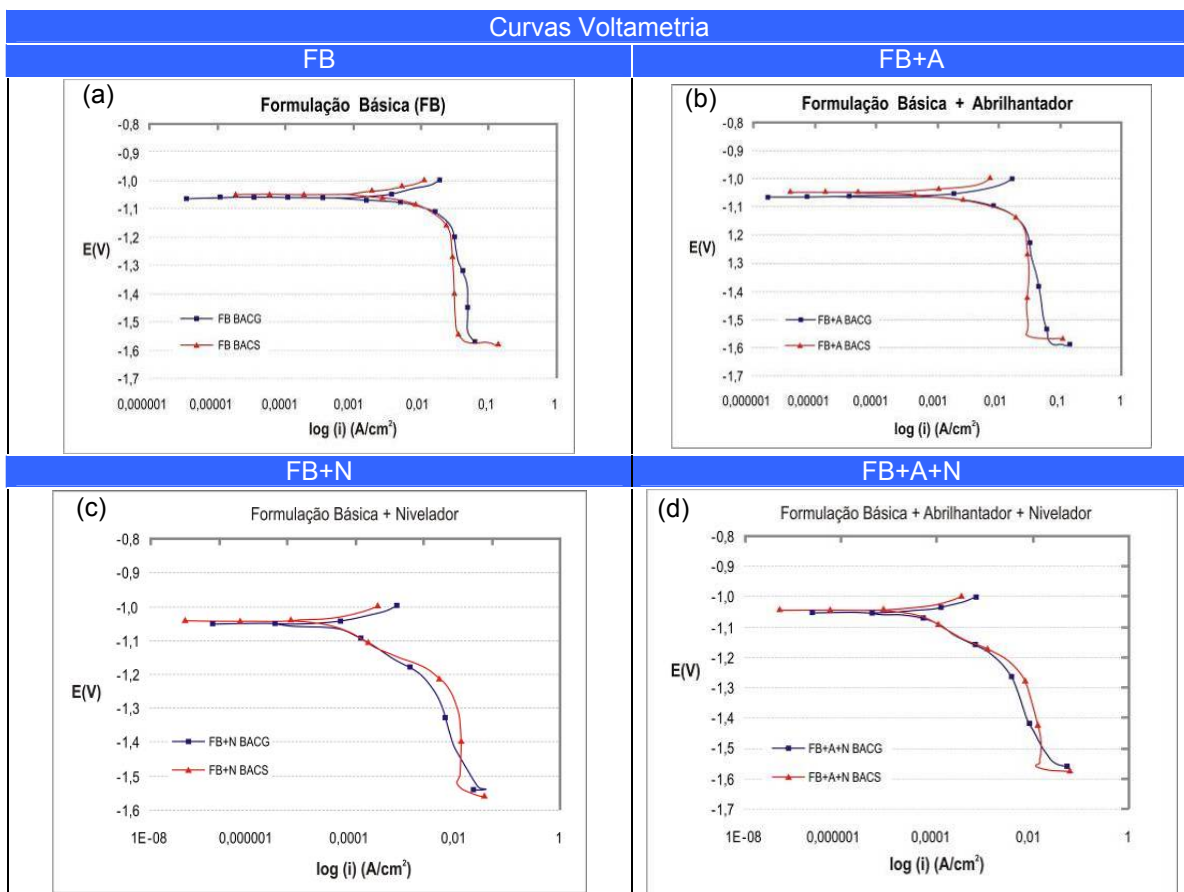 Curvas Voltametria
FB
FB+A
(a)
Formulação Básica (FB)
-0,8
-0,9
-1,0
-1,1
-1,2
E(V)
-1,3
-1,4
-1,5
-1,6
-1,7
FB BACG
FB BACS
0,000001 0,00001 0,0001 0,001 0,01 0,1 1
log (i) (A/cm²)
(b)
Formulação Básica + Abrilhantador
-0,8
-0,9
-1,0
-1,1
-1,2
E(V)
-1,3
-1,4
-1,5
-1,6
-1,7
FB+A BACG
FB+A BACS
0,000001 0,00001 0,0001 0,001 0,01 0,1 1
log (i) (A/cm²)
FB+N
FB+A+N
(c)
Formulação Básica + Nivelador
-0,8
-0,9
-1,0
-1,1
-1,2
E(V)
-1,3
-1,4
-1,5
-1,6
FB+N BACG
FB+N BACS
1E-08 0,000001 0,0001 0,01 1
log (i) (A/cm²)
(d)
Formulação Básica + Abrilhantador + Nivelador
-0,8
-0,9
-1,0
-1,1
-1,2
E(V)
-1,3
-1,4
-1,5
-1,6
-1,7
FB+A+N BACG
FB+A+N BACS
1E-08 0,000001 0,0001 0,01 1
log (i) (A/cm²)